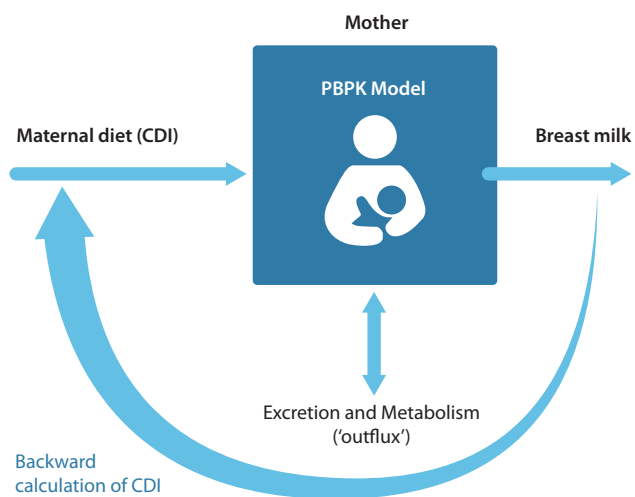 Mother
PBPK Model
Maternal diet (CDI)
Breast milk
Excretion and Metabolism
(‘outflux’)
Backward
calculation of CDI